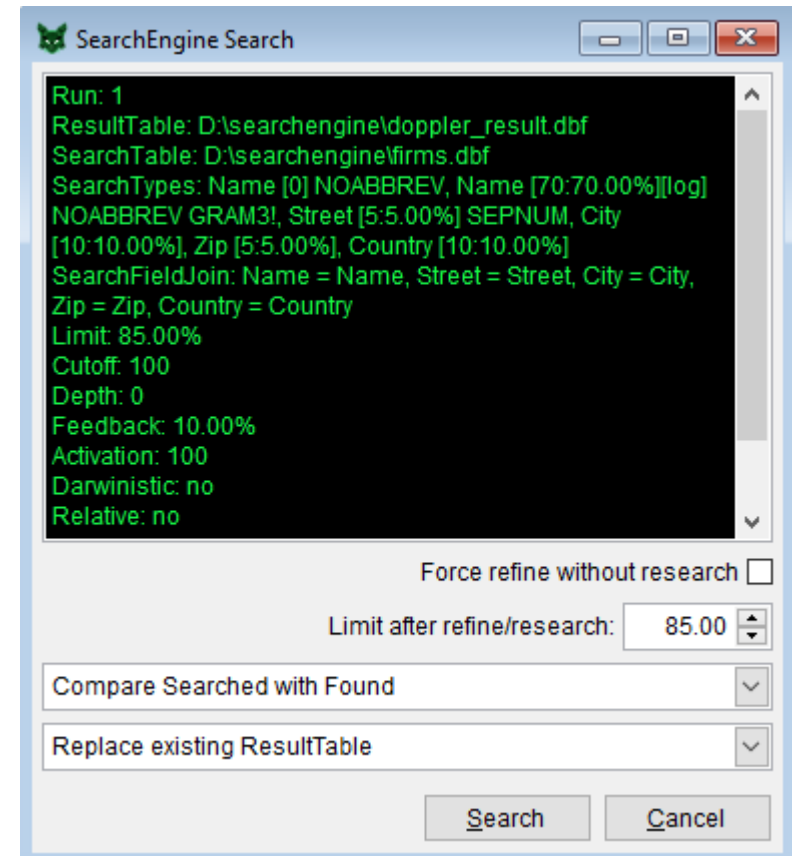 SearchEngine Search
Run: 1
ResultTable: D:\searchengine\doppler_result.dbf
SearchTable: D:\searchengine\firms.dbf
SearchTypes: Name [0] NOABBREV, Name [70:70.00%][log]
NOABBREV GRAM3!, Street [5:5.00%] SEPNUM, City
[10:10.00%], Zip [5:5.00%], Country [10:10.00%]
SearchFieldJoin: Name = Name, Street = Street, City = City,
Zip = Zip, Country = Country
Limit: 85.00%
Cutoff: 100
Depth: 0
Feedback: 10.00%
Activation: 100
Darwinistic: no
Relative: no
Force refine without research
Limit after refine/research: 85.00
Compare Searched with Found
Replace existing ResultTable
Search Cancel